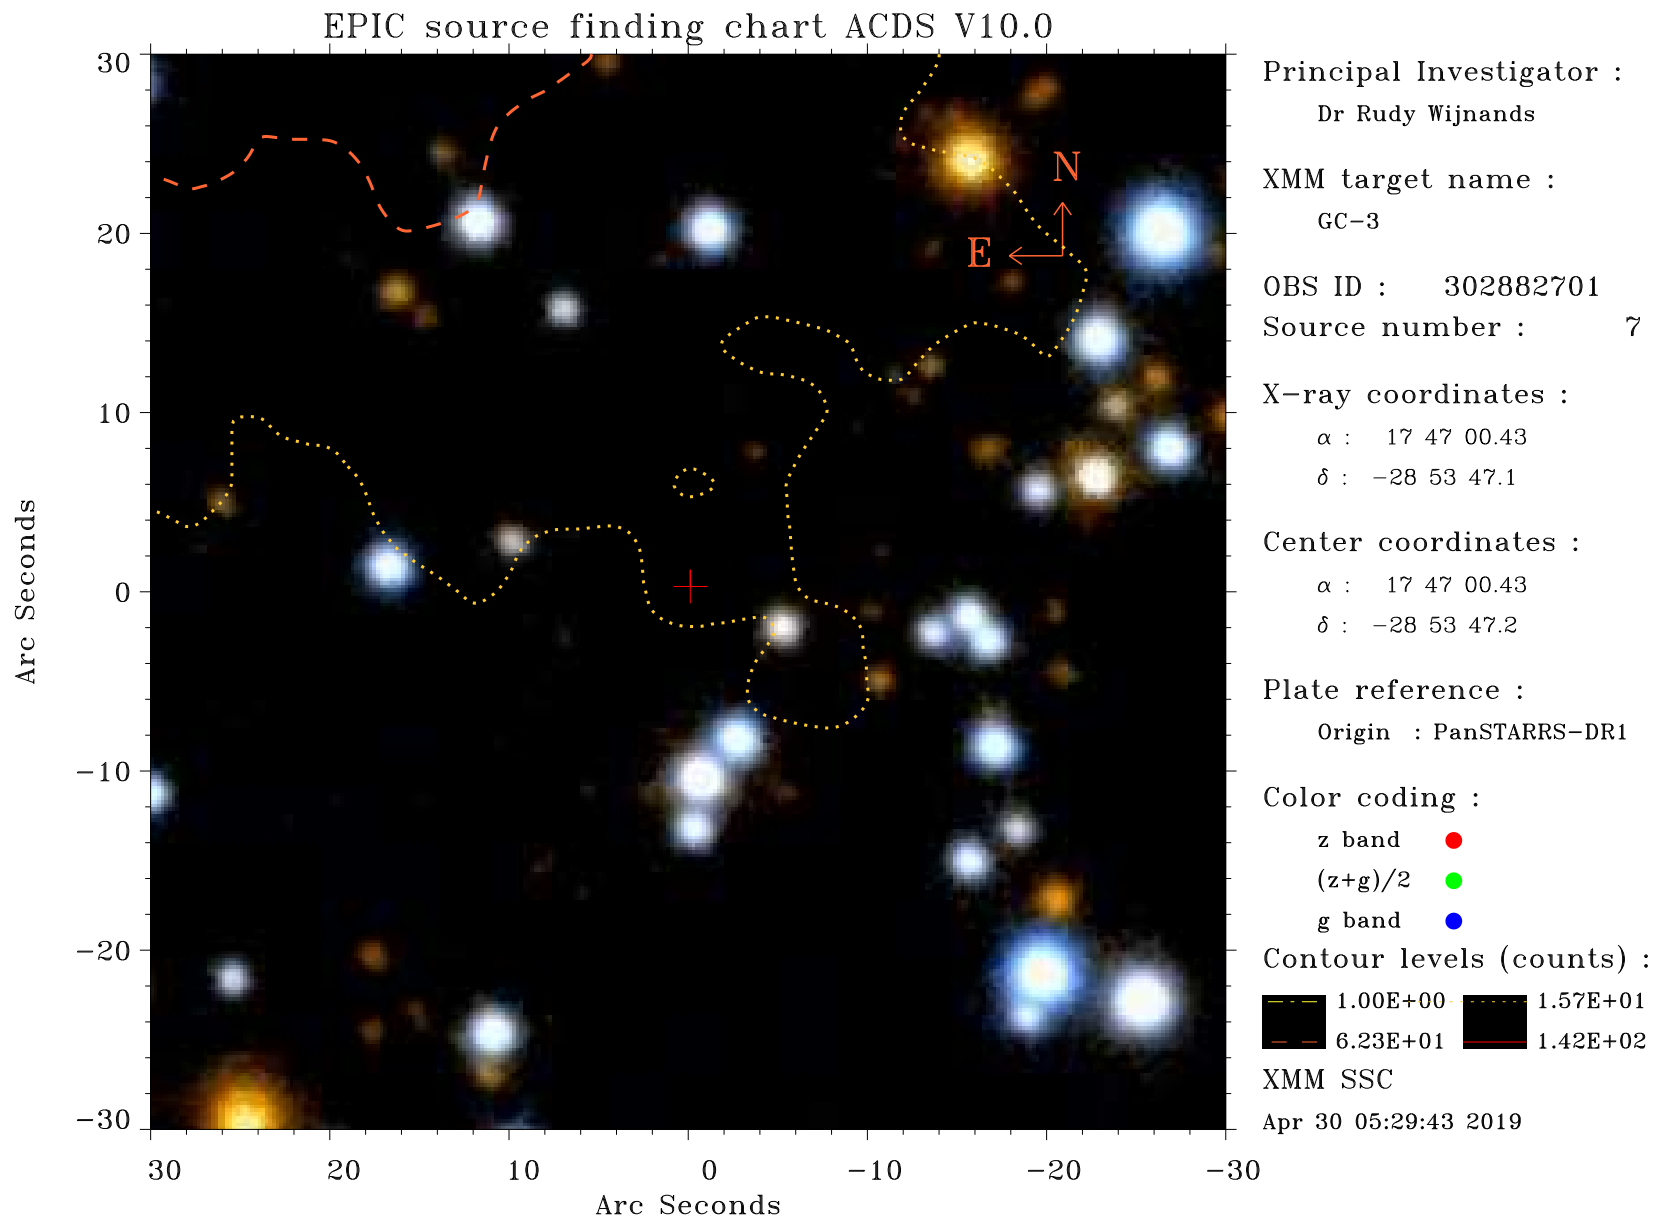 EPIC source finding chart ACDS V10.0
30
20
10
0
−10
−20
−30
Arc Seconds
30
20
10
0
−10
−20
−30
Arc Seconds
N
E
Principal Investigator :
Dr Rudy Wijnands
XMM target name :
GC−3
OBS ID : 302882701
Source number : 7
X−ray coordinates :
α : 17 47 00.43
δ : −28 53 47.1
Center coordinates :
α : 17 47 00.43
δ : −28 53 47.2
Plate reference :
Origin : PanSTARRS−DR1
Color coding :
z band
(z+g)/2
g band
Contour levels (counts) :
1.00E+00 1.57E+01
6.23E+01 1.42E+02
XMM SSC
Apr 30 05:29:43 2019